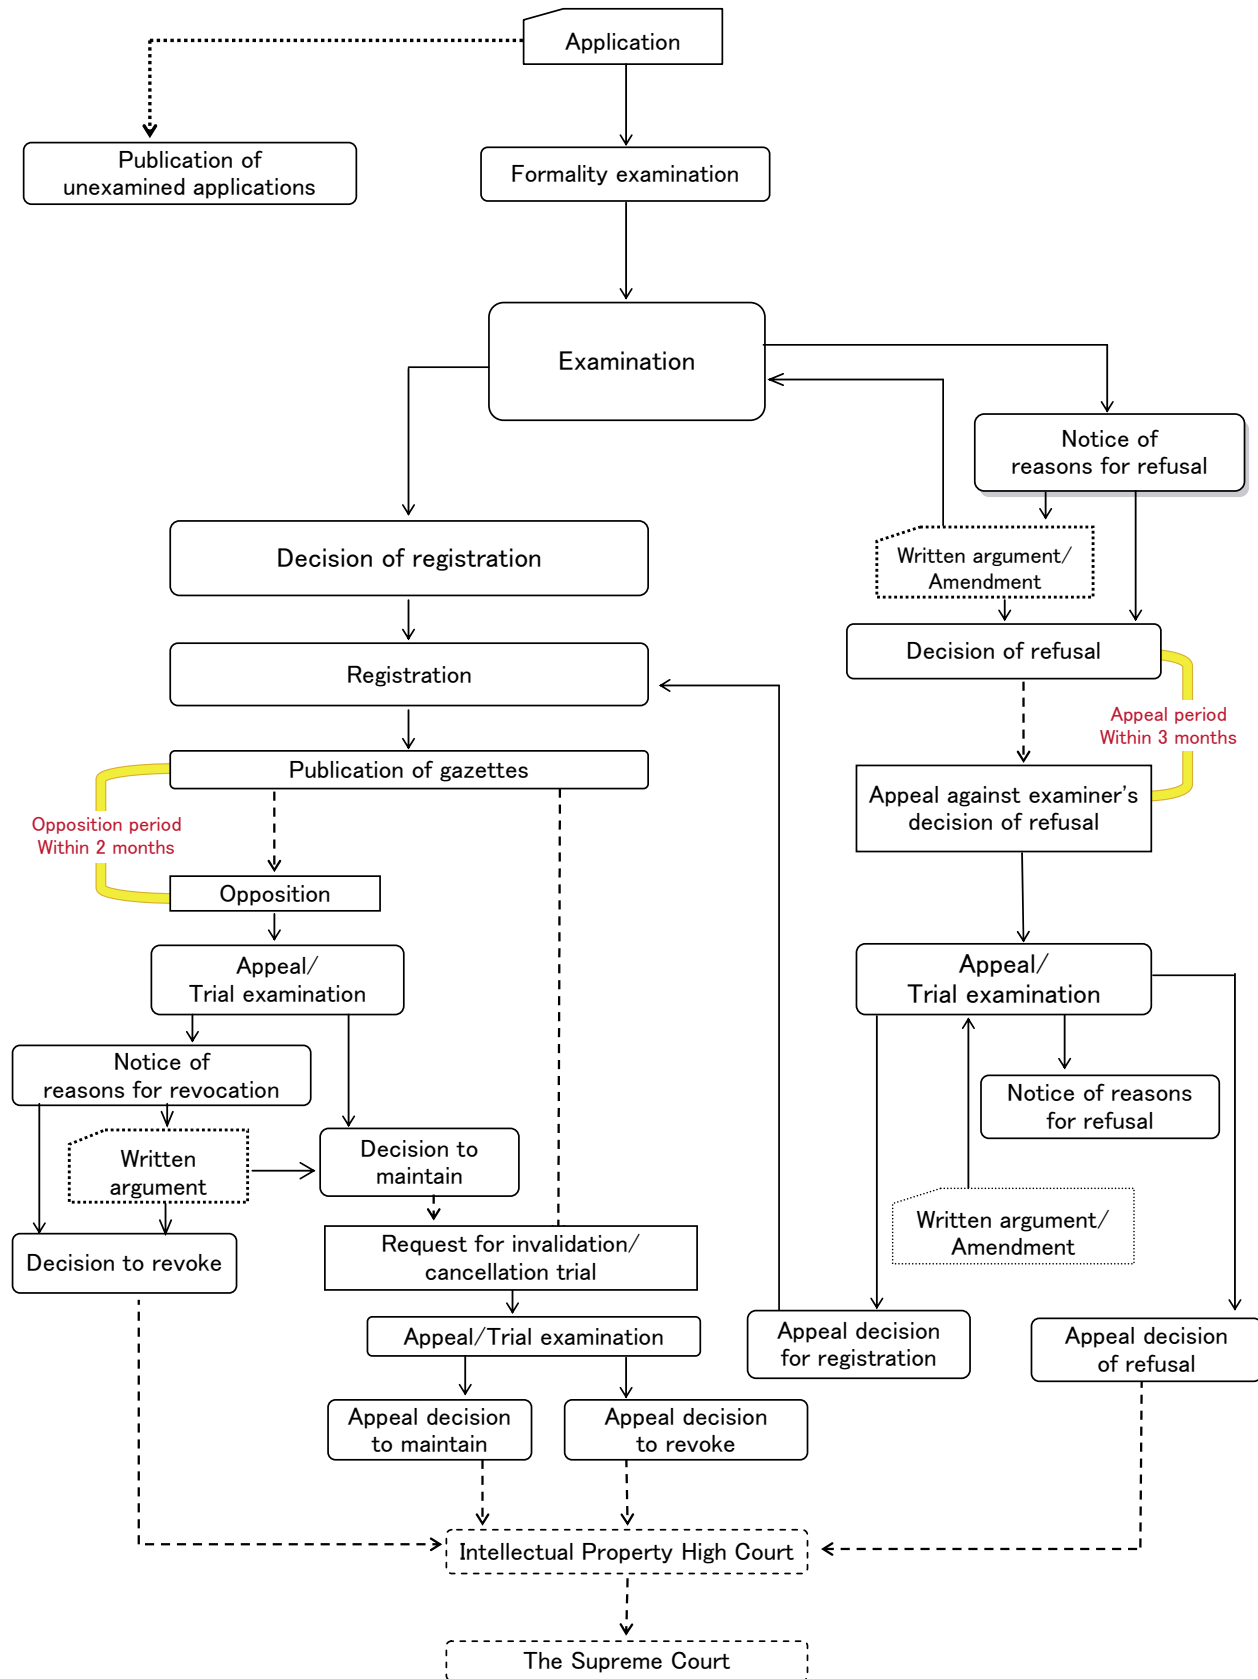 Application
Publication of
unexamined applications
Formality examination
Examination
Notice of
reasons for refusal
Written argument/
Amendment
Decision of registration
Decision of refusal
Registration
Appeal period
Within 3 months
Publication of gazettes
Appeal against examiner's
decision of refusal
Opposition period
Within 2 months
Opposition
Appeal/
Trial examination
Appeal/
Trial examination
Notice of
reasons for revocation
Notice of reasons
for refusal
Written
argument
Decision to
maintain
Written argument/
Amendment
Decision to revoke
Request for invalidation/
cancellation trial
Appeal/Trial examination
Appeal decision
for registration
Appeal decision
of refusal
Appeal decision
to maintain
Appeal decision
to revoke
Intellectual Property High Court
The Supreme Court